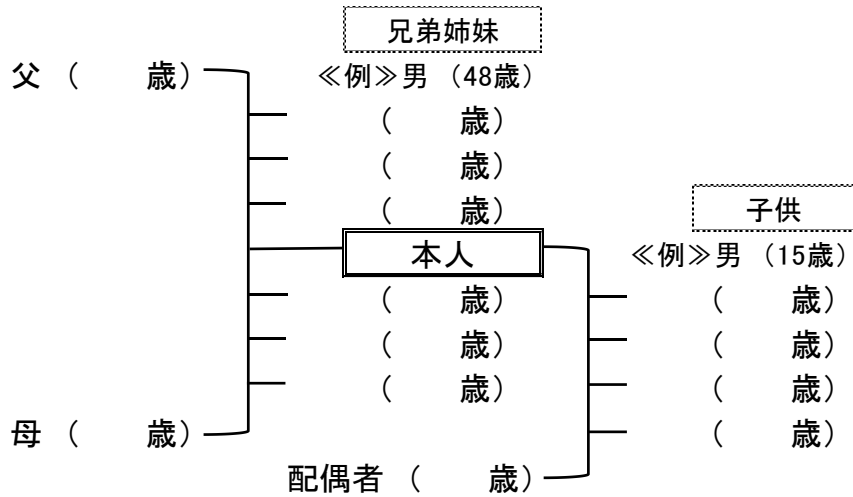 兄弟姉妹
父 (　　歳)　≪例≫男 (48歳)
(　　歳)
(　　歳)
(　　歳)
子供
本人
≪例≫男 (15歳)
(　　歳)　(　　歳)
(　　歳)　(　　歳)
(　　歳)　(　　歳)
母 (　　歳)　(　　歳)
配偶者 (　　歳)